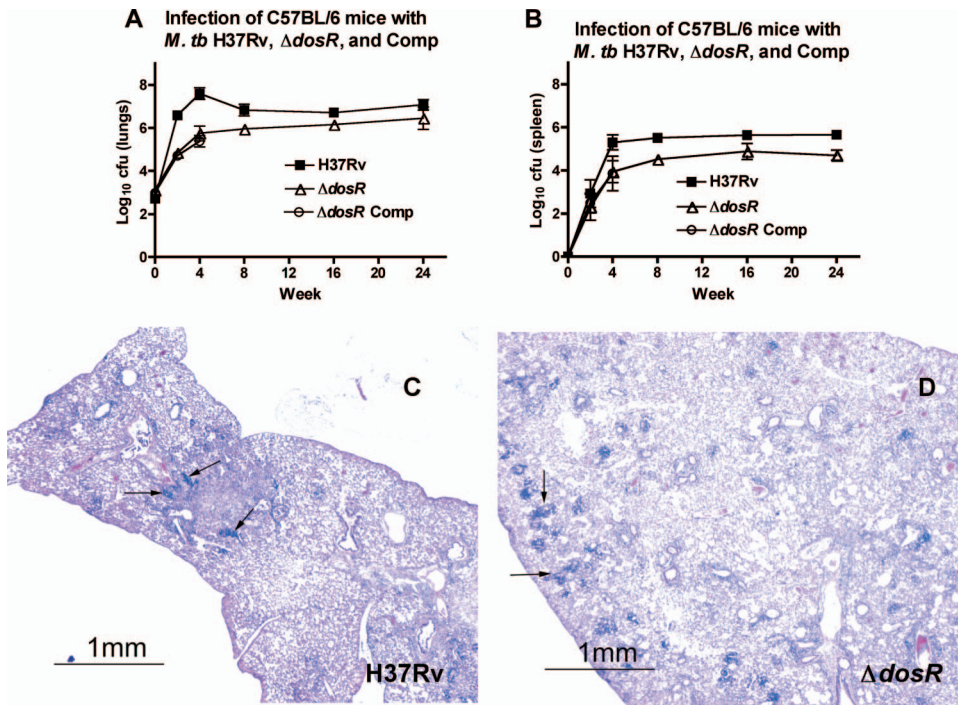 A
Infection of C57BL/6 mice with
M. tb H37Rv, ΔdosR, and Comp
Log10 cfu (lungs)
8
6
4
2
0
H37Rv
ΔdosR
ΔdosR Comp
0 4 8 12 16 20 24
Week
B
Infection of C57BL/6 mice with
M. tb H37Rv, ΔdosR, and Comp
Log10 cfu (spleen)
8
6
4
2
0
H37Rv
ΔdosR
ΔdosR Comp
0 4 8 12 16 20 24
Week
C
1mm
H37Rv
D
1mm
ΔdosR